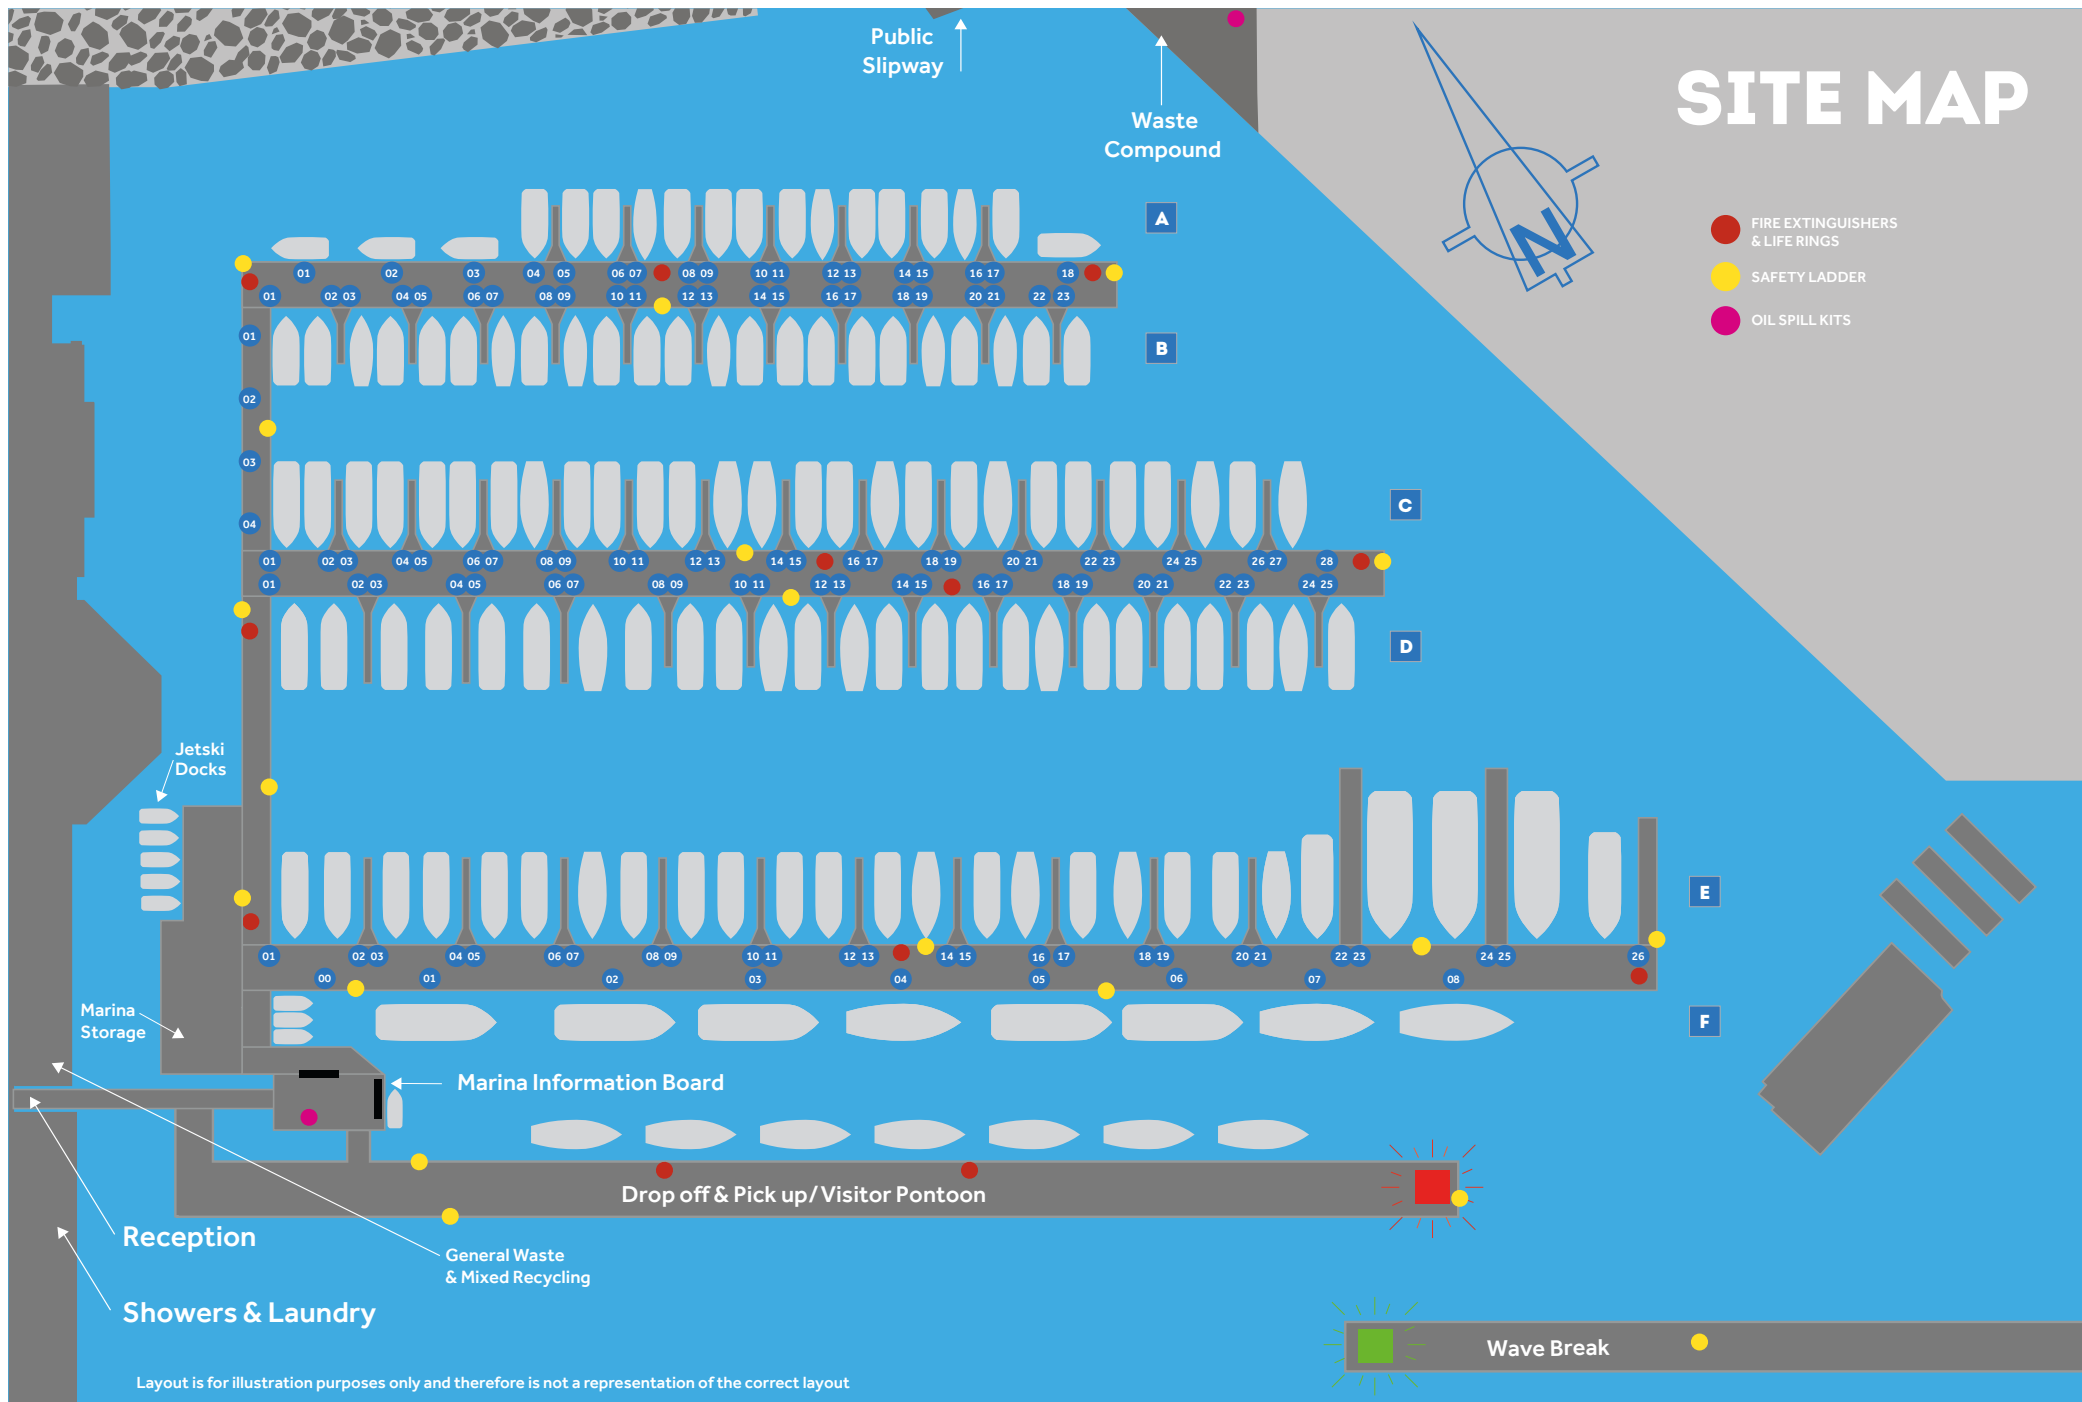 Public
Slipway
Waste
Compound
SITE MAP
N
FIRE EXTINGUISHERS
& LIFE RINGS
SAFETY LADDER
OIL SPILL KITS
A
01 02 03 04 05 06 07 08 09 10 11 12 13 14 15 16 17 18
01 02 03 04 05 06 07 08 09 10 11 12 13 14 15 16 17 18 19 20 21 22 23
B
01
02
03
04
C
01 02 03 04 05 06 07 08 09 10 11 12 13 14 15 16 17 18 19 20 21 22 23 24 25 26 27 28
01 02 03 04 05 06 07 08 09 10 11 12 13 14 15 16 17 18 19 20 21 22 23 24 25
D
Jetski
Docks
E
01 02 03 04 05 06 07 08 09 10 11 12 13 14 15 16 17 18 19 20 21 22 23 24 25 26
00 01 02 03 04 05 06 07 08
F
Marina
Storage
Marina Information Board
Drop off & Pick up/Visitor Pontoon
Reception
General Waste
& Mixed Recycling
Showers & Laundry
Wave Break
Layout is for illustration purposes only and therefore is not a representation of the correct layout